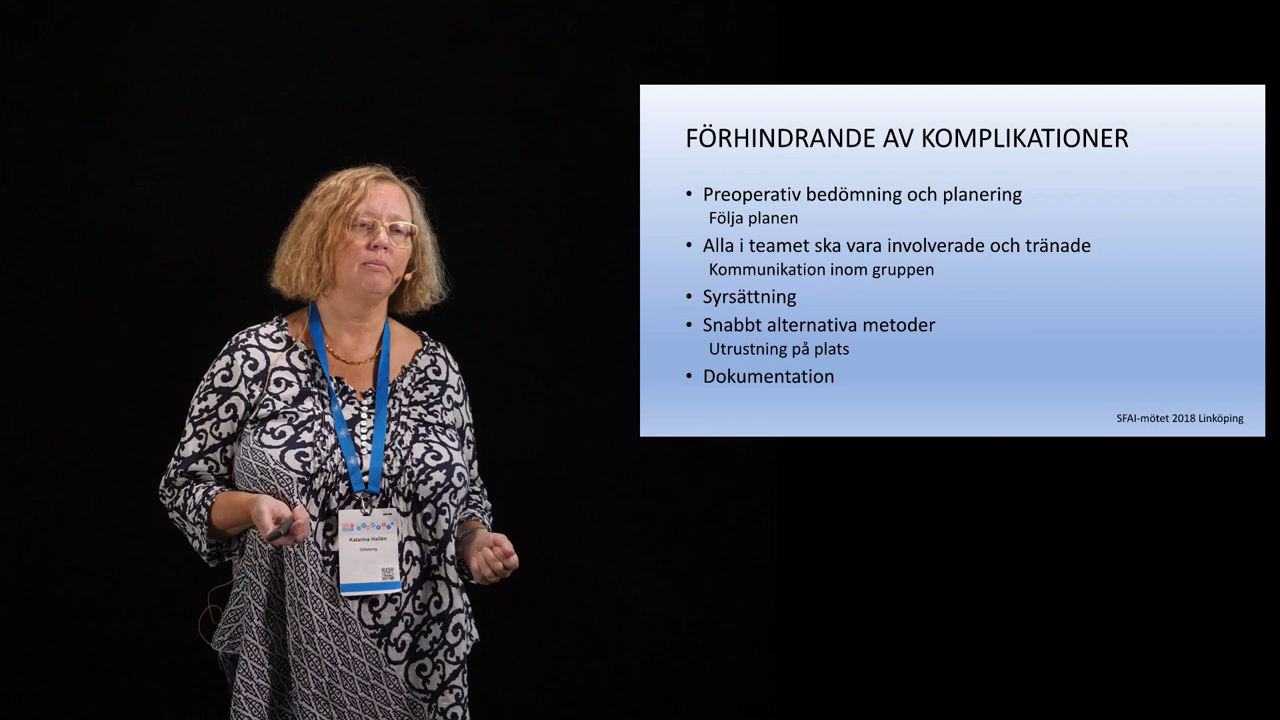 FÖRHINDRANDE AV KOMPLIKATIONER
• Preoperativ bedömning och planering
Följa planen
• Alla i teamet ska vara involverade och tränade
Kommunikation inom gruppen
• Syrsättning
• Snabbt alternativa metoder
Utrustning på plats
• Dokumentation
SFAI-mötet 2018 Linköping
Katarina Hallén
Göteborg